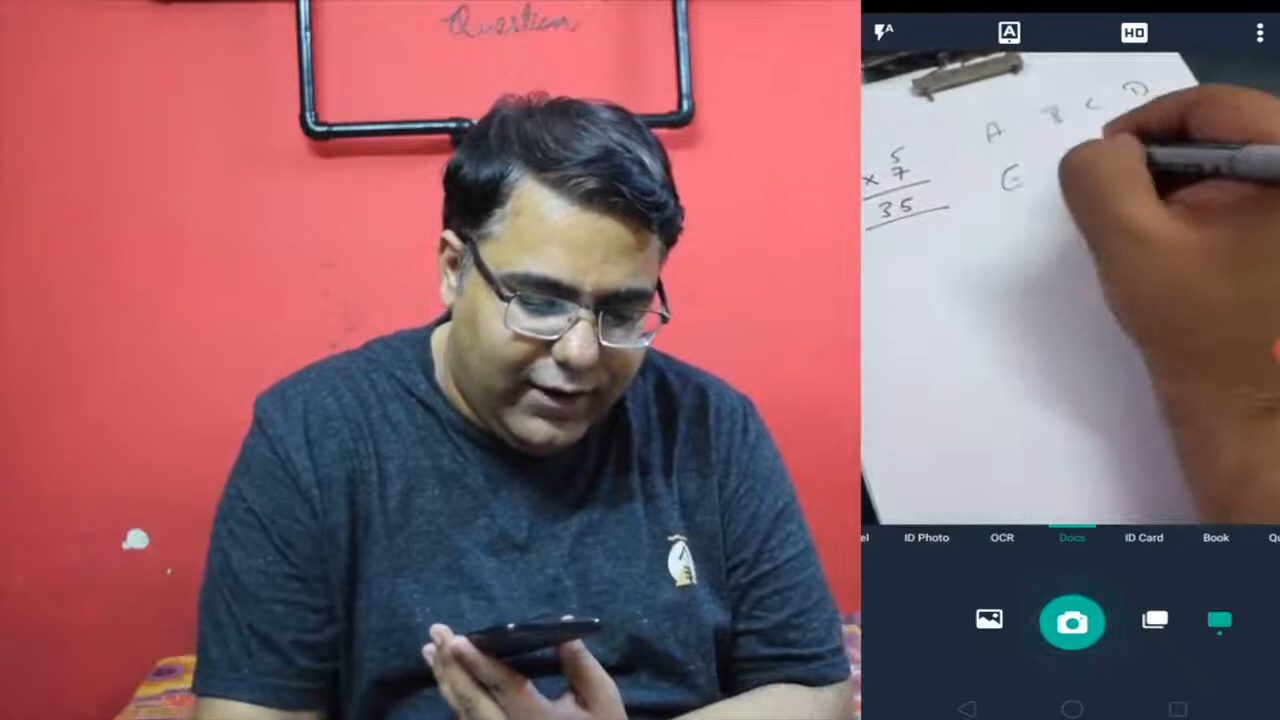 Question
A
HD
A B C D
5
× 7
35
E
ID Photo OCR Docs ID Card Book